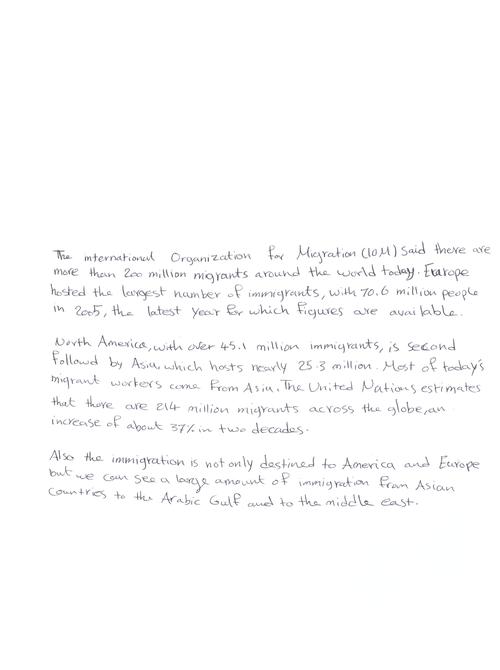 The international Organization for Migration (IOM) said there are
more than 200 million migrants around the world today. Europe
hosted the largest number of immigrants, with 70.6 million people
in 2005, the latest year for which figures are available.
North America, with over 45.1 million immigrants, is second
followd by Asia, which hosts nearly 25.3 million. Most of today's
migrant workers come from Asia. The United Nations estimates
that there are 214 million migrants across the globe, an
increase of about 37% in two decades.
Also the immigration is not only destined to America and Europe
but we can see a large amount of immigration from Asian
Countries to the Arabic Gulf and to the middle east.